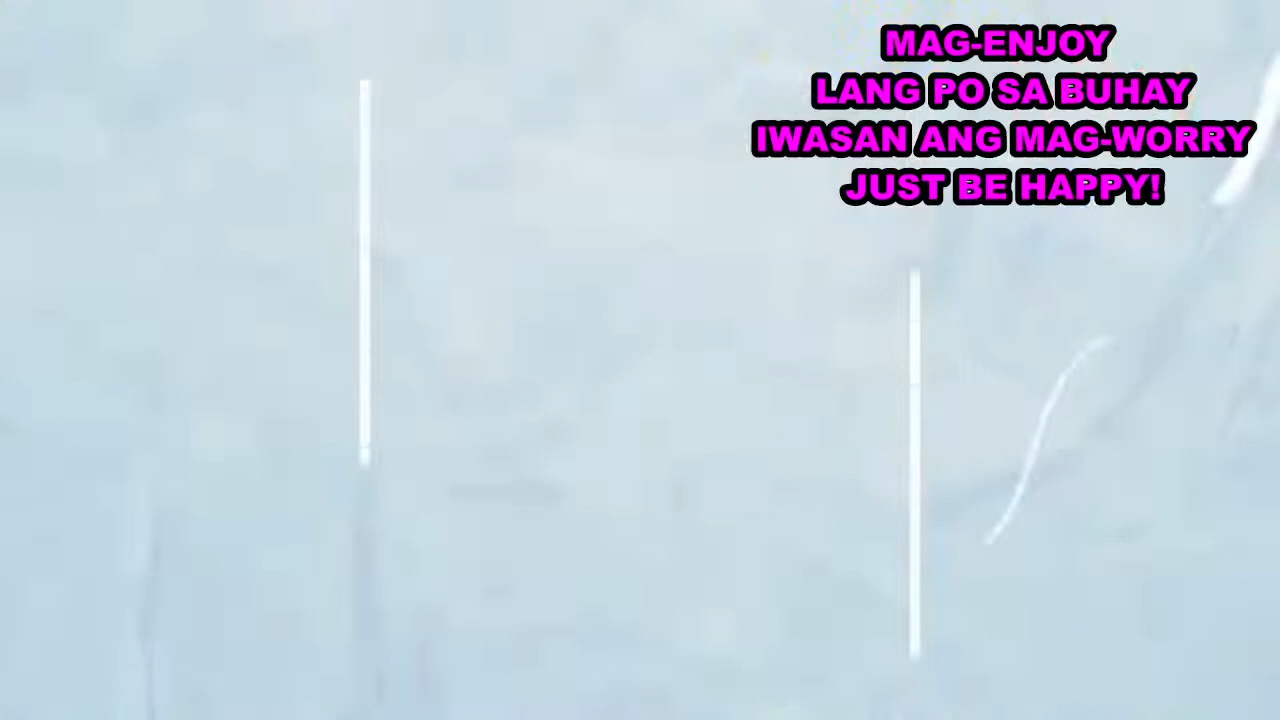 MAG-ENJOY
LANG PO SA BUHAY
IWASAN ANG MAG-WORRY
JUST BE HAPPY!